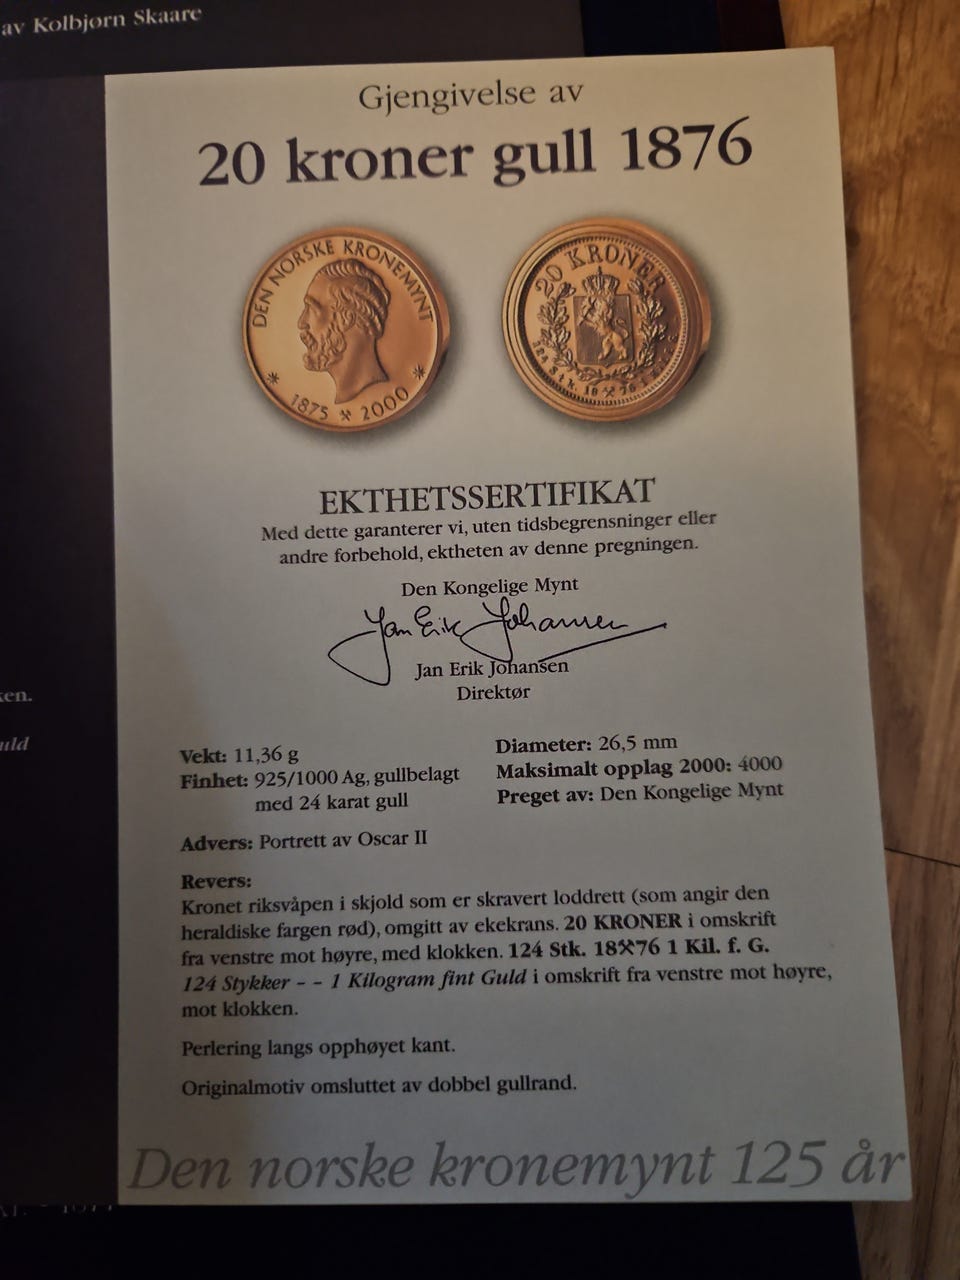 av Kolbjørn Skaare
Gjengivelse av
20 kroner gull 1876
DEN NORSKE KRONEMYNT
1875 ⚒ 2000
20 KRONER
124 Stk. 18⚒76 1
EKTHETSSERTIFIKAT
Med dette garanterer vi, uten tidsbegrensninger eller
andre forbehold, ektheten av denne pregningen.
Den Kongelige Mynt
Jan Erik Johansen
Jan Erik Johansen
Direktør
Vekt: 11,36 g
Finhet: 925/1000 Ag, gullbelagt
med 24 karat gull
Diameter: 26,5 mm
Maksimalt opplag 2000: 4000
Preget av: Den Kongelige Mynt
Advers: Portrett av Oscar II
Revers:
Kronet riksvåpen i skjold som er skravert loddrett (som angir den
heraldiske fargen rød), omgitt av ekekrans. 20 KRONER i omskrift
fra venstre mot høyre, med klokken. 124 Stk. 18⚒76 1 Kil. f. G.
124 Stykker - - 1 Kilogram fint Guld i omskrift fra venstre mot høyre,
mot klokken.
Perlering langs opphøyet kant.
Originalmotiv omsluttet av dobbel gullrand.
Den norske kronemynt 125 år